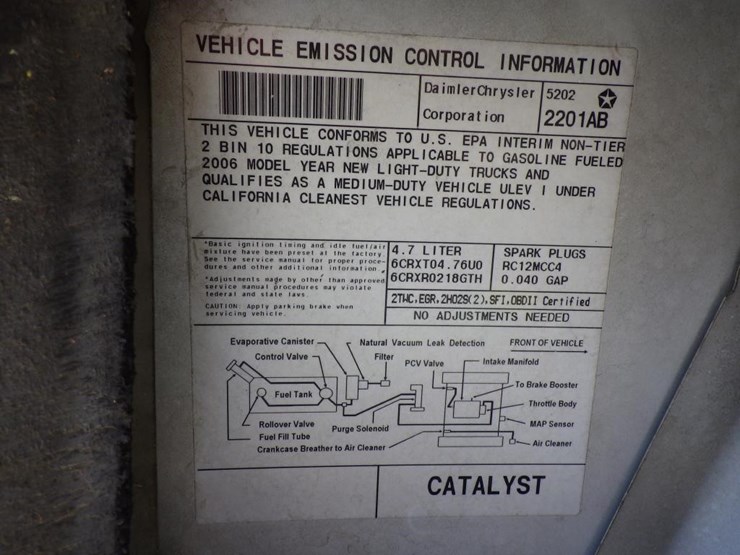 VEHICLE EMISSION CONTROL INFORMATION
DaimlerChrysler
Corporation
5202
2201AB
THIS VEHICLE CONFORMS TO U.S. EPA INTERIM NON-TIER
2 BIN 10 REGULATIONS APPLICABLE TO GASOLINE FUELED
2006 MODEL YEAR NEW LIGHT-DUTY TRUCKS AND
QUALIFIES AS A MEDIUM-DUTY VEHICLE ULEV I UNDER
CALIFORNIA CLEANEST VEHICLE REGULATIONS.
*Basic ignition timing and idle fuel/air
mixture have been preset at the factory.
See the service manual for proper proce-
dures and other additional information
*Adjustments made by other than approved
service manual procedures may violate
federal and state laws.
CAUTION: Apply parking brake when
servicing vehicle.
4.7 LITER
6CRXT04.76U0
6CRXR0218GTH
SPARK PLUGS
RC12MCC4
0.040 GAP
2TWC,EGR,2HO2S(2),SFI,OBDII Certified
NO ADJUSTMENTS NEEDED
Evaporative Canister
Natural Vacuum Leak Detection
FRONT OF VEHICLE
Control Valve
Filter
PCV Valve
Intake Manifold
To Brake Booster
Fuel Tank
Throttle Body
Rollover Valve
Purge Solenoid
MAP Sensor
Fuel Fill Tube
Crankcase Breather to Air Cleaner
Air Cleaner
CATALYST